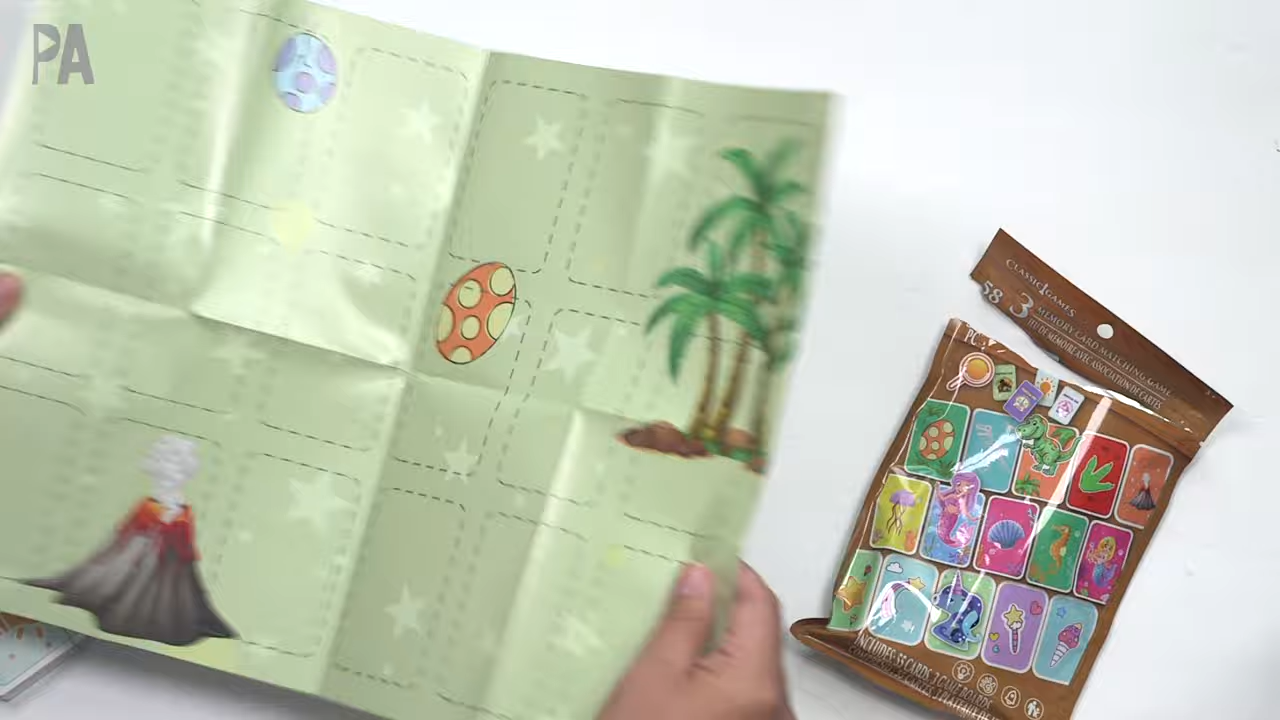 PA
CLASSIC GAMES
58
3
MEMORY CARD MATCHING GAME
JEU DE MÉMOIRE AVEC ASSOCIATION DE CARTES
PC
INCLUDES: 55 CARDS, 3 GAME BOARDS